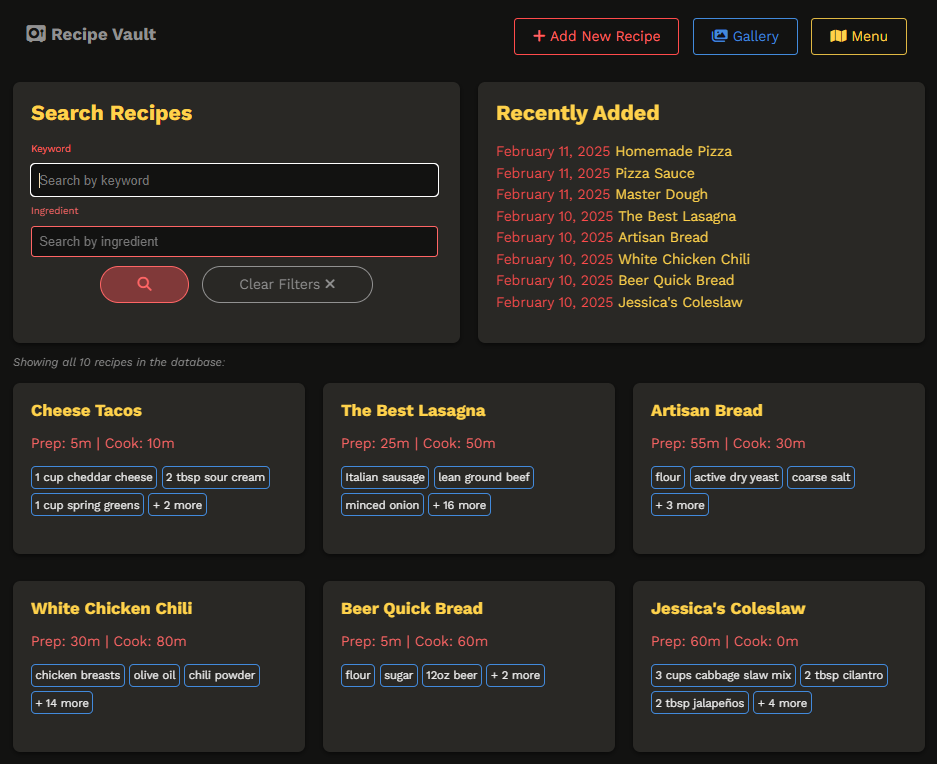 Recipe Vault
+ Add New Recipe
Gallery
Menu
Search Recipes
Keyword
Search by keyword
Ingredient
Search by ingredient
Clear Filters ✕
Recently Added
February 11, 2025 Homemade Pizza
February 11, 2025 Pizza Sauce
February 11, 2025 Master Dough
February 10, 2025 The Best Lasagna
February 10, 2025 Artisan Bread
February 10, 2025 White Chicken Chili
February 10, 2025 Beer Quick Bread
February 10, 2025 Jessica's Coleslaw
Showing all 10 recipes in the database:
Cheese Tacos
Prep: 5m | Cook: 10m
1 cup cheddar cheese 2 tbsp sour cream
1 cup spring greens + 2 more
The Best Lasagna
Prep: 25m | Cook: 50m
Italian sausage lean ground beef
minced onion + 16 more
Artisan Bread
Prep: 55m | Cook: 30m
flour active dry yeast coarse salt
+ 3 more
White Chicken Chili
Prep: 30m | Cook: 80m
chicken breasts olive oil chili powder
+ 14 more
Beer Quick Bread
Prep: 5m | Cook: 60m
flour sugar 12oz beer + 2 more
Jessica's Coleslaw
Prep: 60m | Cook: 0m
3 cups cabbage slaw mix 2 tbsp cilantro
2 tbsp jalapeños + 4 more